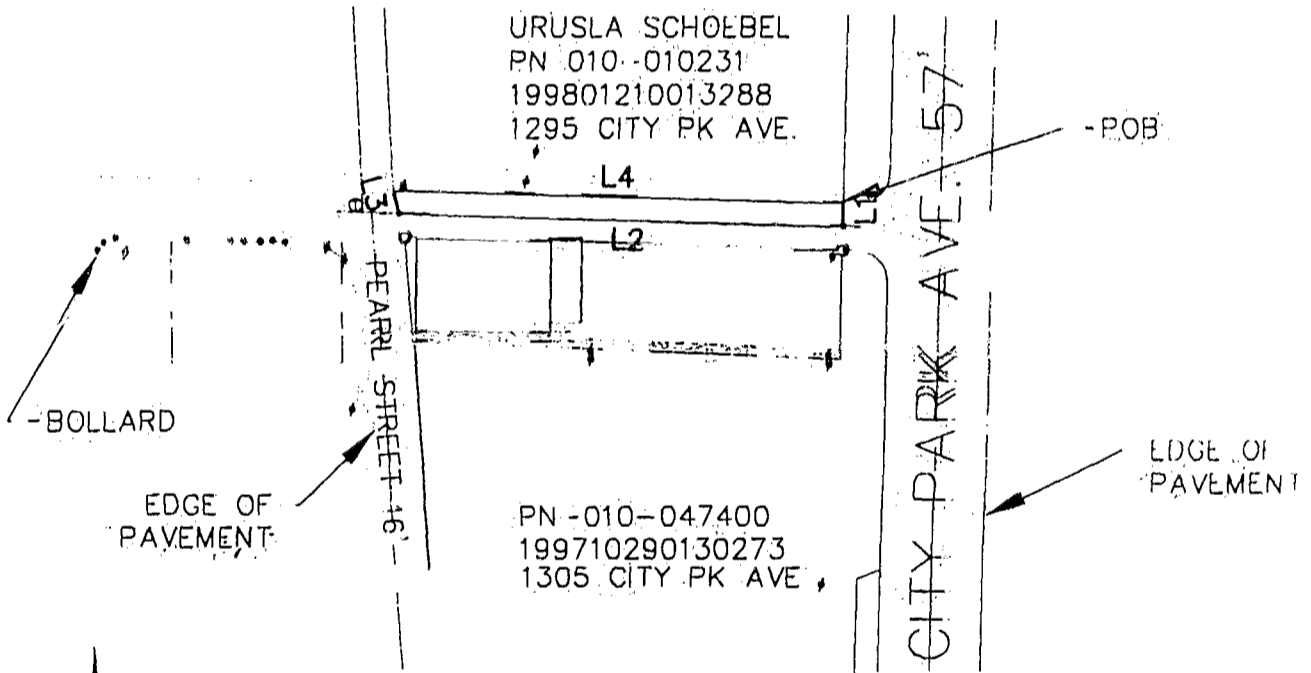 URUSLA SCHOEBEL
PN 010-010231
199801210013288
1295 CITY PK AVE.
-POB
L4
L3
L1
L2
CITY PARK AVE. 57'
PEARRL STREET 16'
-BOLLARD
EDGE OF
PAVEMENT
EDGE OF
PAVEMENT
PN-010-047400
199710290130273
1305 CITY PK AVE